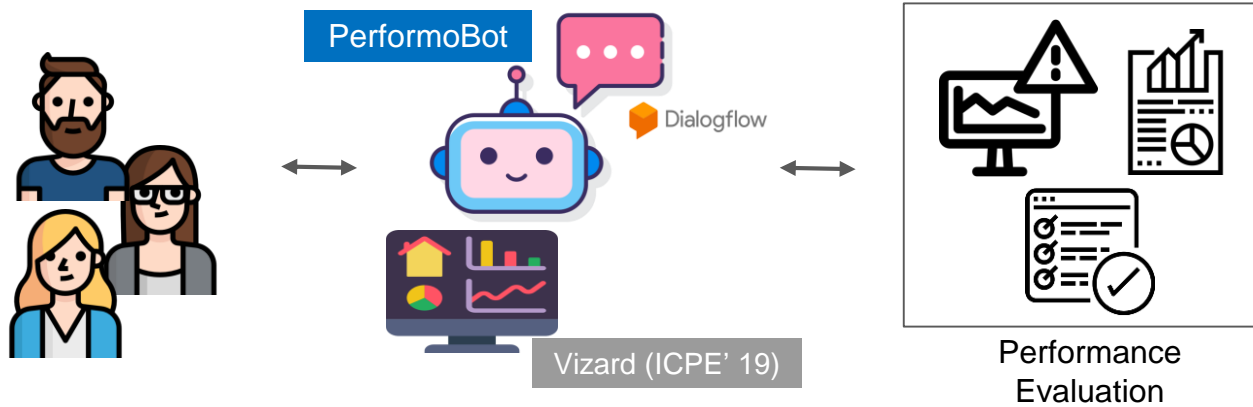 PerformoBot
Dialogflow
Vizard (ICPE’ 19)
Performance
Evaluation